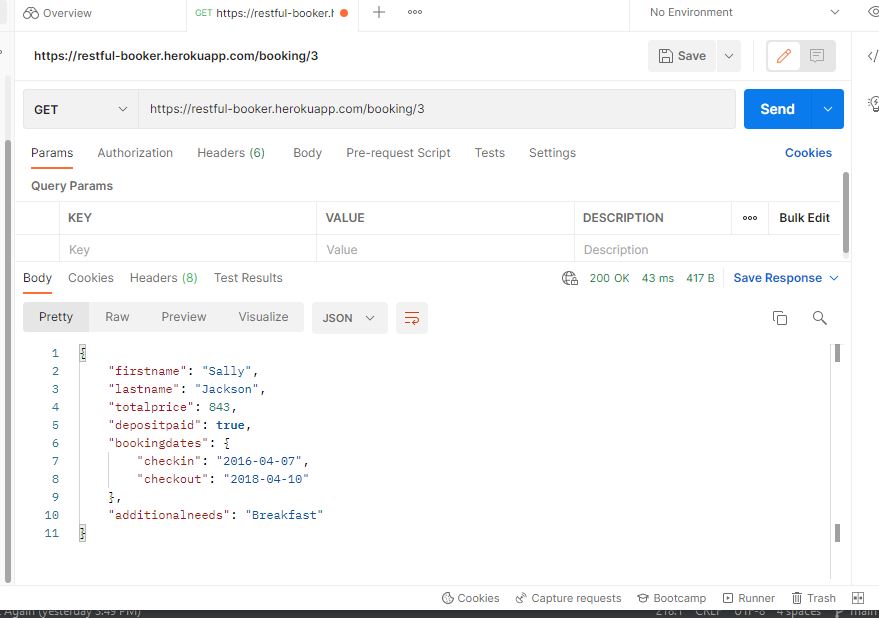 Overview
GET https://restful-booker.h
No Environment
https://restful-booker.herokuapp.com/booking/3
Save
GET
https://restful-booker.herokuapp.com/booking/3
Send
Params Authorization Headers (6) Body Pre-request Script Tests Settings Cookies
Query Params
KEY VALUE DESCRIPTION ooo Bulk Edit
Key Value Description
Body Cookies Headers (8) Test Results 200 OK 43 ms 417 B Save Response
Pretty Raw Preview Visualize JSON
1 {
2 "firstname": "Sally",
3 "lastname": "Jackson",
4 "totalprice": 843,
5 "depositpaid": true,
6 "bookingdates": {
7 "checkin": "2016-04-07",
8 "checkout": "2018-04-10"
9 },
10 "additionalneeds": "Breakfast"
11 }
Cookies Capture requests Bootcamp Runner Trash
Again (yesterday 3:49 PM) 218:1 CRLF UTF-8 4 spaces main